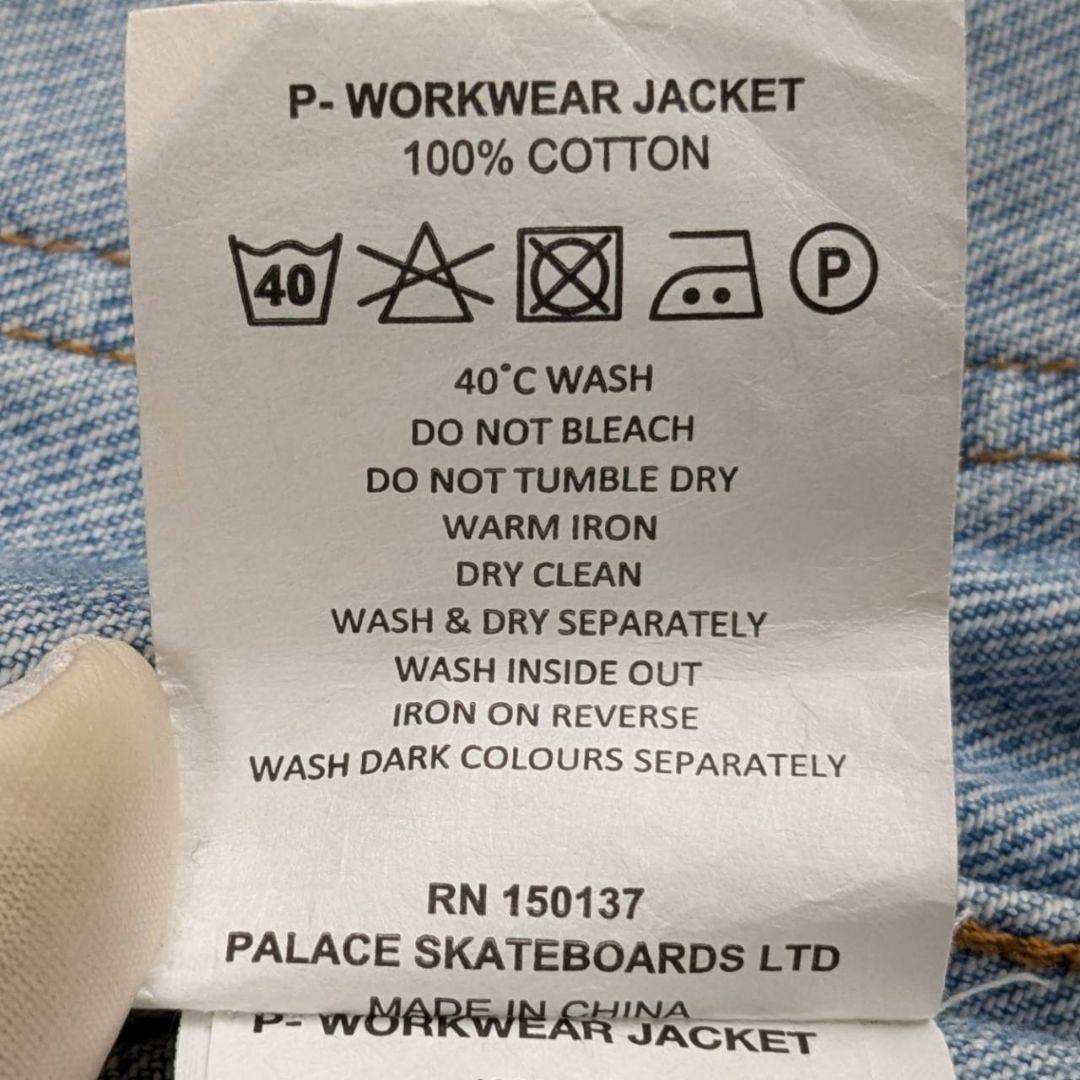 P- WORKWEAR JACKET
100% COTTON
40 P
40°C WASH
DO NOT BLEACH
DO NOT TUMBLE DRY
WARM IRON
DRY CLEAN
WASH & DRY SEPARATELY
WASH INSIDE OUT
IRON ON REVERSE
WASH DARK COLOURS SEPARATELY
RN 150137
PALACE SKATEBOARDS LTD
MADE IN CHINA
P- WORKWEAR JACKET